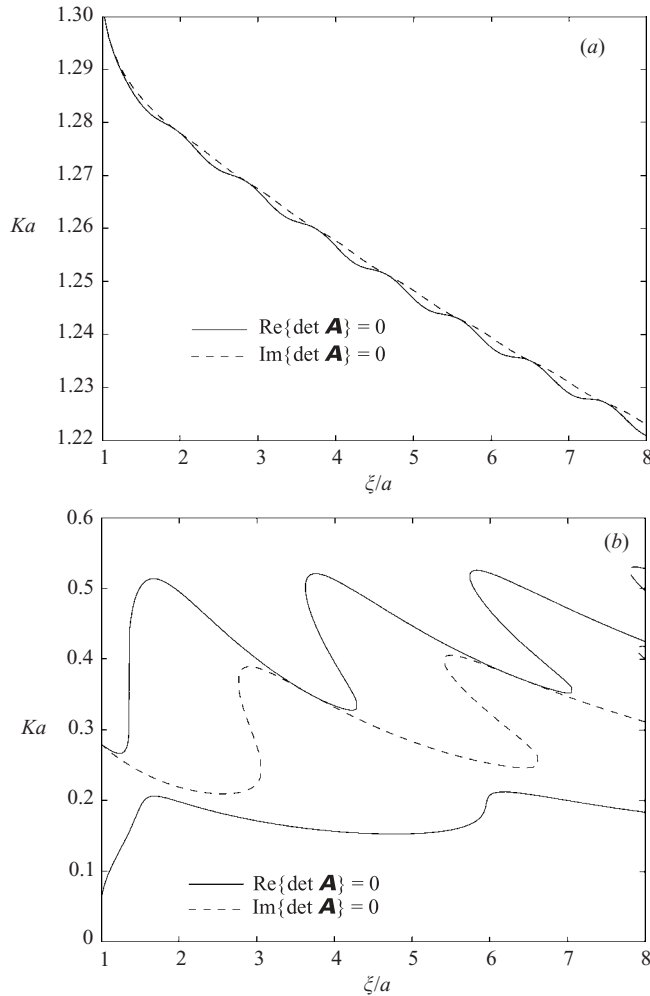 1.30
(a)
1.29
1.28
1.27
Ka
1.26
1.25
1.24
Re{det A} = 0
Im{det A} = 0
1.23
1.22
1 2 3 4 5 6 7 8
ξ/a
0.6
(b)
0.5
0.4
Ka
0.3
0.2
0.1
Re{det A} = 0
Im{det A} = 0
0
1 2 3 4 5 6 7 8
ξ/a